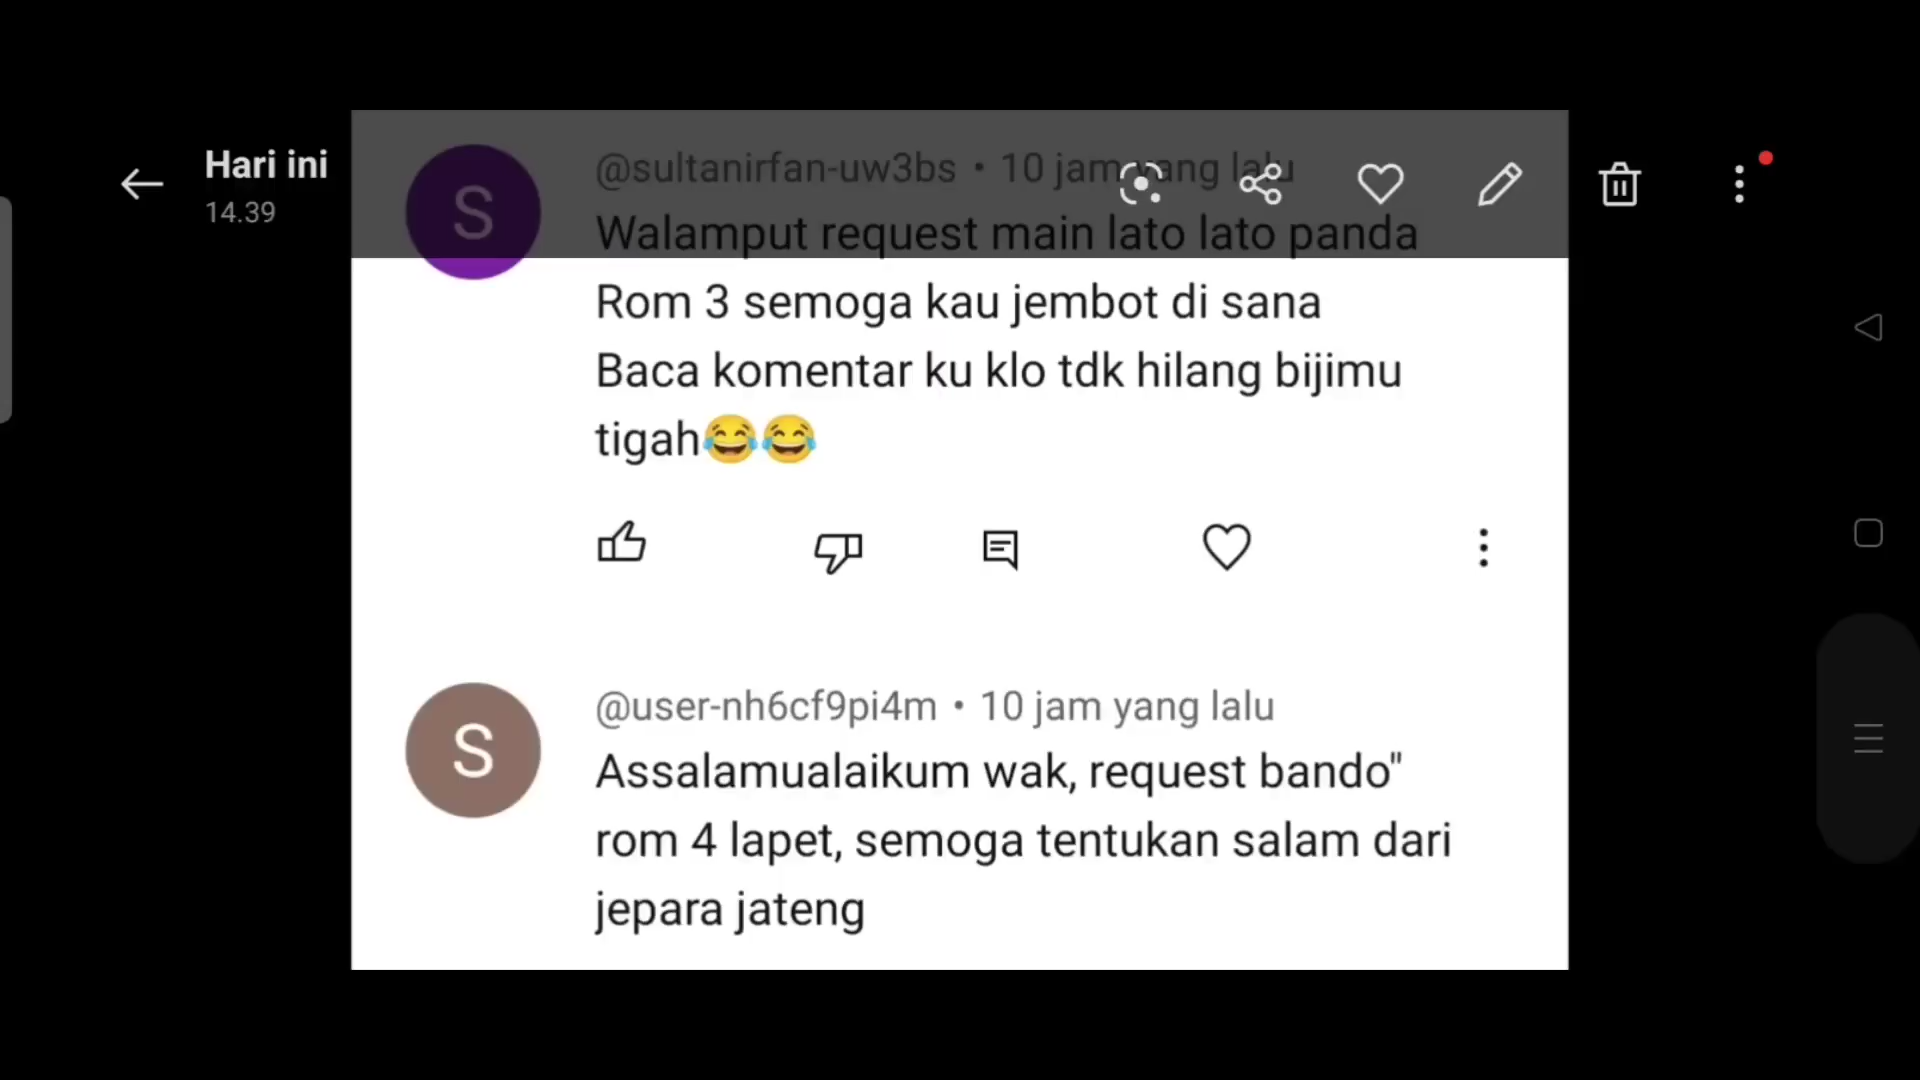 Hari ini
14.39
S
@sultanirfan-uw3bs • 10 jam yang lalu
Walamput request main lato lato panda
Rom 3 semoga kau jembot di sana
Baca komentar ku klo tdk hilang bijimu
tigah😂😂
S
@user-nh6cf9pi4m • 10 jam yang lalu
Assalamualaikum wak, request bando"
rom 4 lapet, semoga tentukan salam dari
jepara jateng